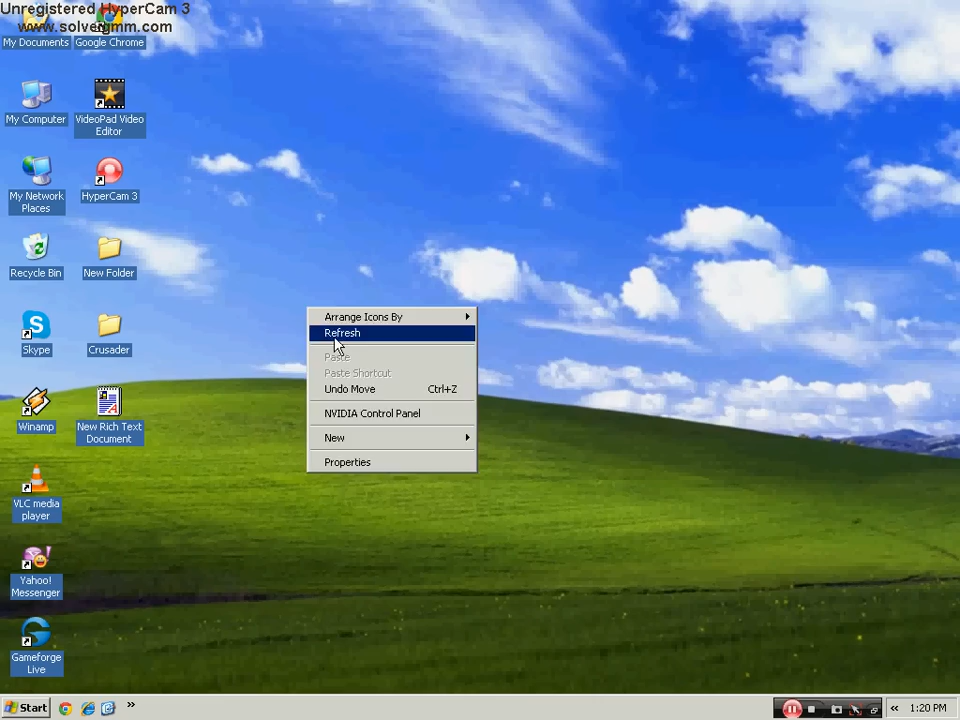 Unregistered HyperCam 3
www.solveigmm.com
My Documents
Google Chrome
My Computer
VideoPad Video
Editor
My Network
Places
HyperCam 3
Recycle Bin
New Folder
Skype
Crusader
Winamp
New Rich Text
Document
VLC media
player
Yahoo!
Messenger
Gameforge
Live
Arrange Icons By
Refresh
Paste
Paste Shortcut
Undo Move Ctrl+Z
NVIDIA Control Panel
New
Properties
Start
1:20 PM